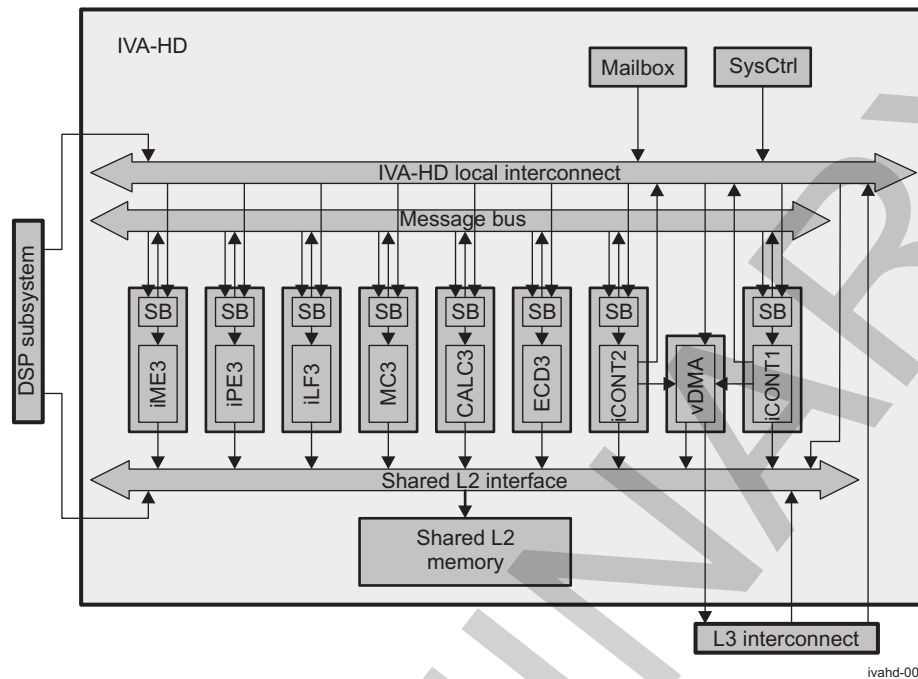 IVA-HD
Mailbox
SysCtrl
IVA-HD local interconnect
Message bus
DSP subsystem
SB
SB
SB
SB
SB
SB
SB
SB
iME3
iPE3
iLF3
MC3
CALC3
ECD3
iCONT2
vDMA
iCONT1
Shared L2 interface
Shared L2
memory
L3 interconnect
ivahd-00